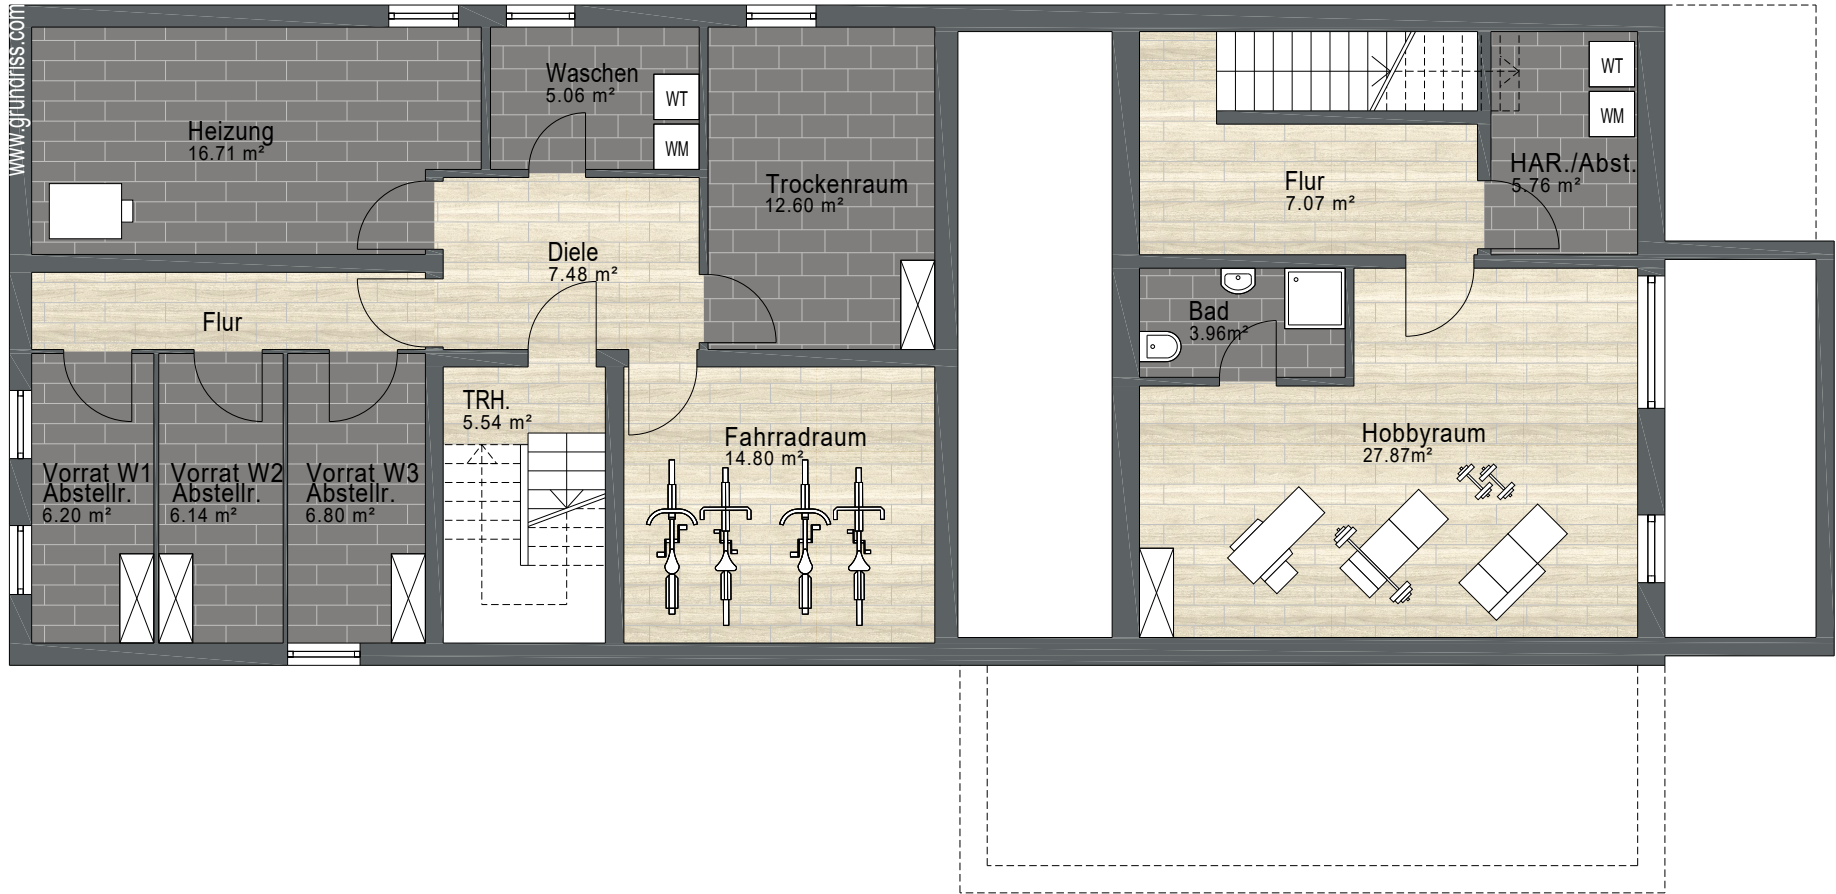 www.grundriss.com
Heizung
16.71 m²
Waschen
5.06 m²
WT
WM
Trockenraum
12.60 m²
Diele
7.48 m²
Flur
Vorrat W1
Abstellr.
6.20 m²
Vorrat W2
Abstellr.
6.14 m²
Vorrat W3
Abstellr.
6.80 m²
TRH.
5.54 m²
Fahrradraum
14.80 m²
Flur
7.07 m²
WT
WM
HAR./Abst.
5.76 m²
Bad
3.96m²
Hobbyraum
27.87m²